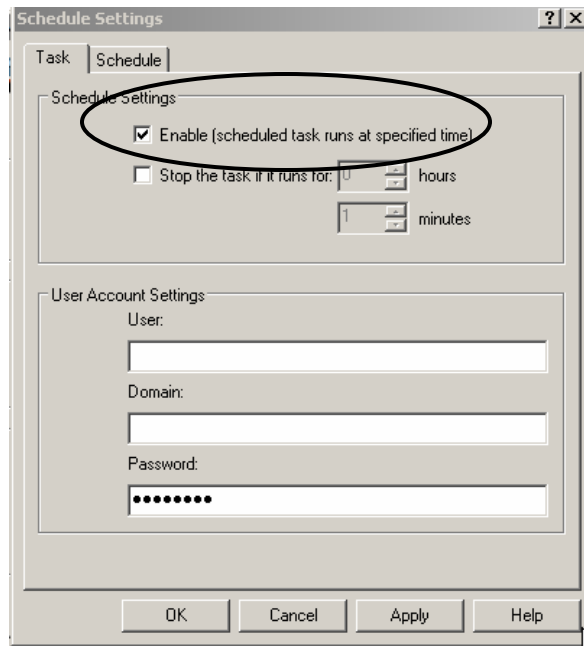 Schedule Settings
Task Schedule
Schedule Settings
Enable (scheduled task runs at specified time)
Stop the task if it runs for: 0 hours
1 minutes
User Account Settings
User:
Domain:
Password:
••••••••
OK Cancel Apply Help